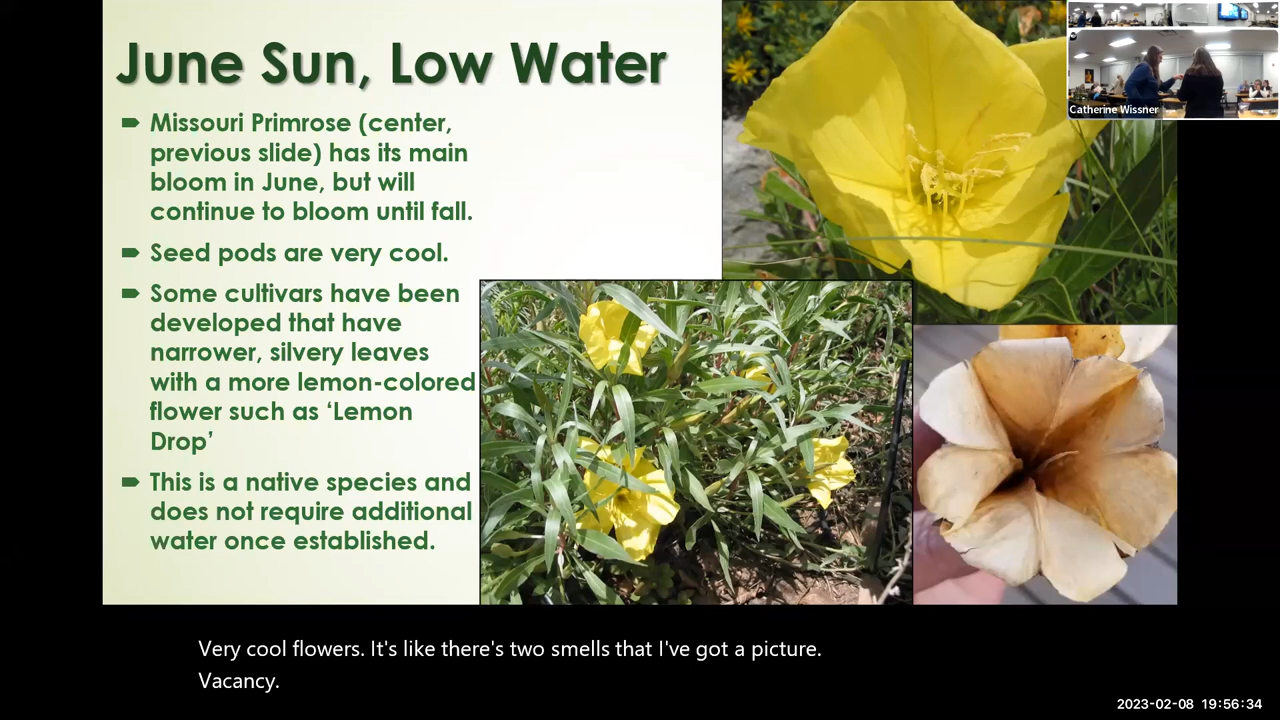 June Sun, Low Water
Missouri Primrose (center,
previous slide) has its main
bloom in June, but will
continue to bloom until fall.
Seed pods are very cool.
Some cultivars have been
developed that have
narrower, silvery leaves
with a more lemon-colored
flower such as ‘Lemon
Drop’
This is a native species and
does not require additional
water once established.
Catherine Wissner
Very cool flowers. It's like there's two smells that I've got a picture.
Vacancy.
2023-02-08 19:56:34